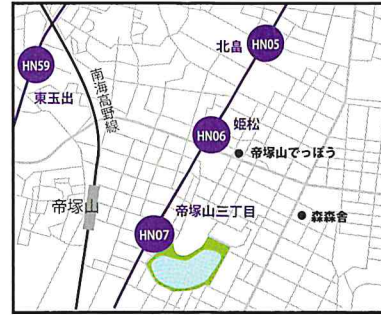 北畠
HN05
HN59
東玉出
南海高野線
HN06
姫松
帝塚山でっぽう
帝塚山
帝塚山三丁目
森森舎
HN07